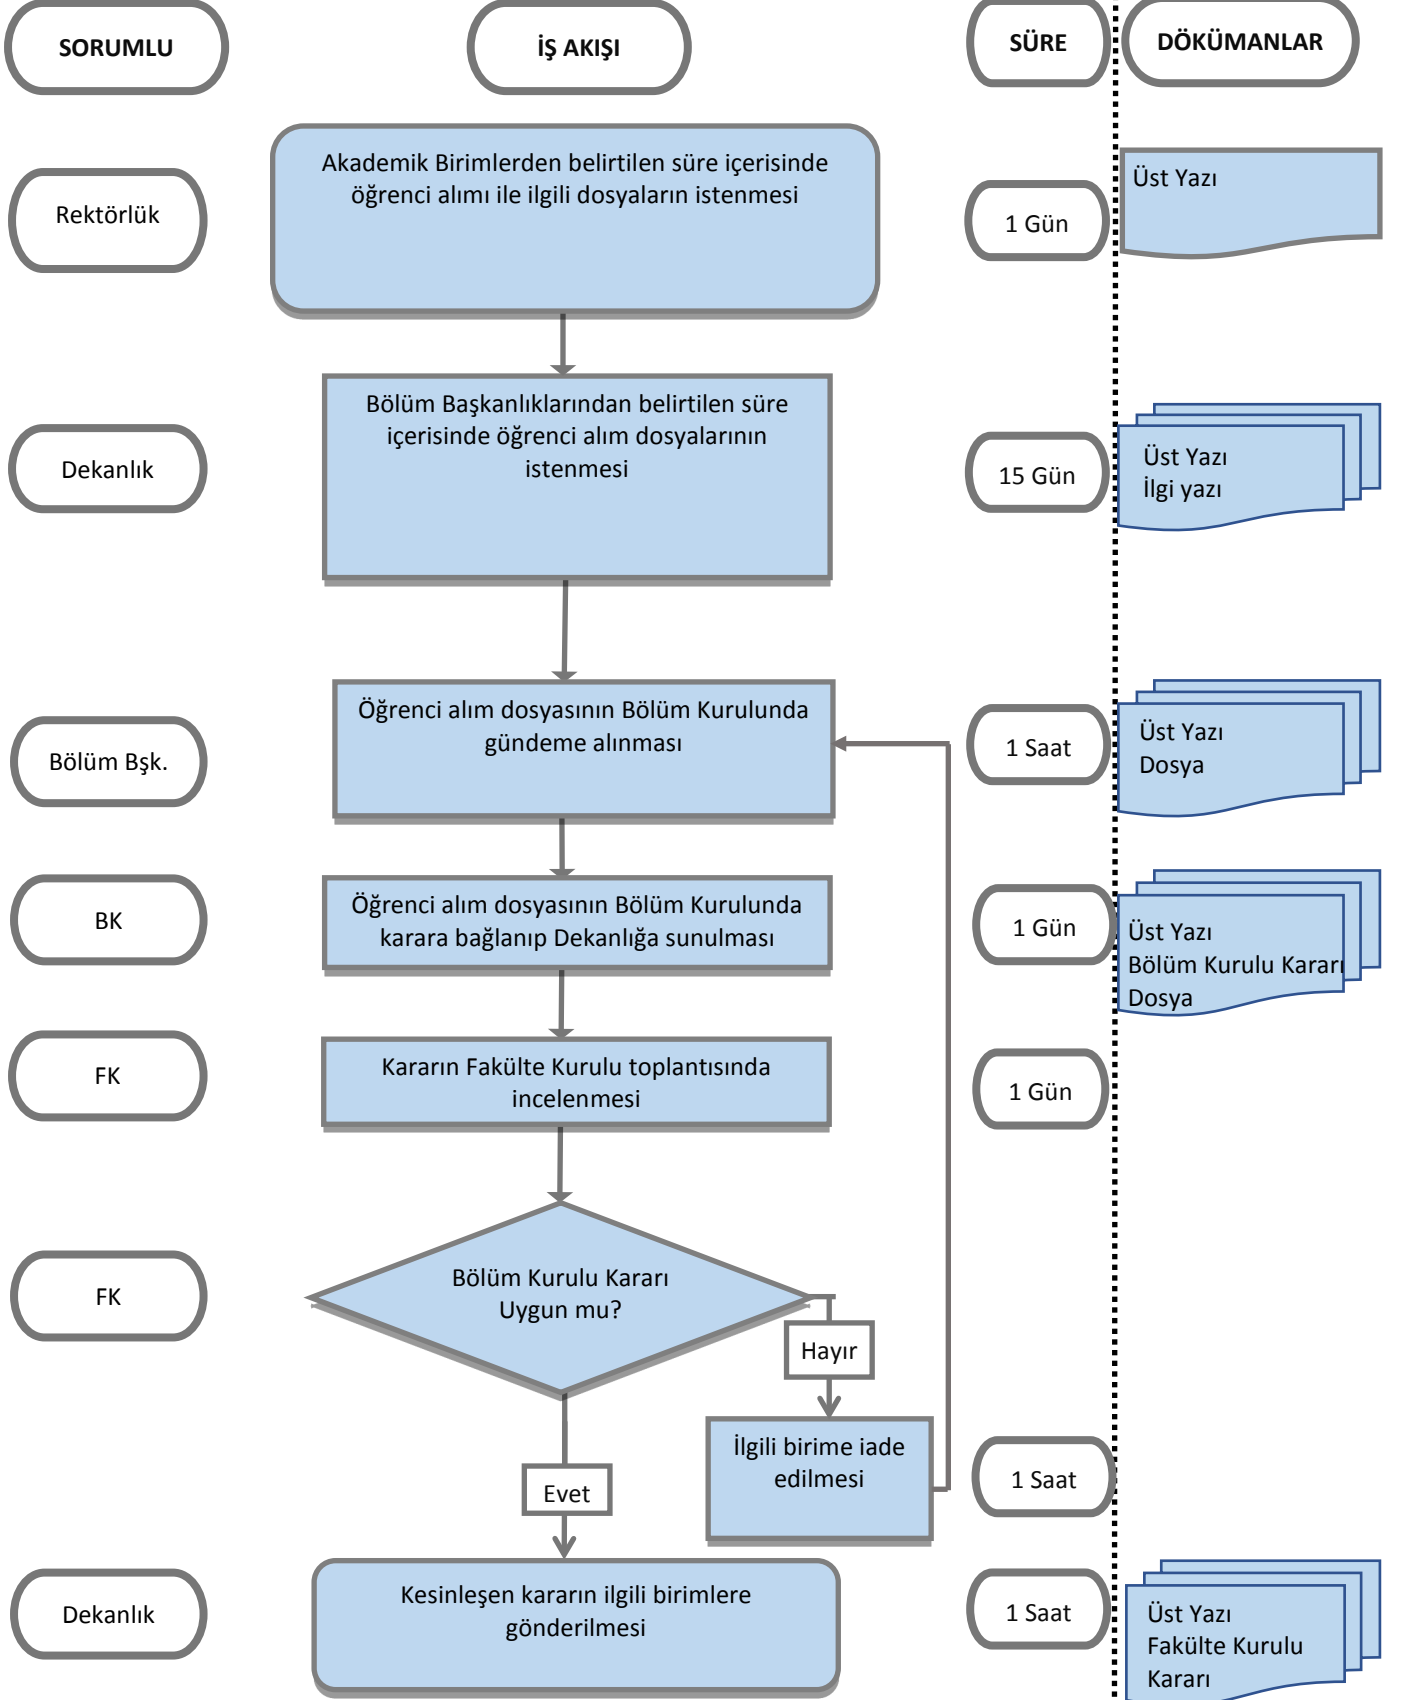 SORUMLU
İŞ AKIŞI
SÜRE
DÖKÜMANLAR
Rektörlük
Akademik Birimlerden belirtilen süre içerisinde
öğrenci alımı ile ilgili dosyaların istenmesi
1 Gün
Üst Yazı
Dekanlık
Bölüm Başkanlıklarından belirtilen süre
içerisinde öğrenci alım dosyalarının
istenmesi
15 Gün
Üst Yazı
İlgi yazı
Bölüm Bşk.
Öğrenci alım dosyasının Bölüm Kurulunda
gündeme alınması
1 Saat
Üst Yazı
Dosya
BK
Öğrenci alım dosyasının Bölüm Kurulunda
karara bağlanıp Dekanlığa sunulması
1 Gün
Üst Yazı
Bölüm Kurulu Kararı
Dosya
FK
Kararın Fakülte Kurulu toplantısında
incelenmesi
1 Gün
FK
Bölüm Kurulu Kararı
Uygun mu?
Hayır
İlgili birime iade
edilmesi
1 Saat
Evet
Dekanlık
Kesinleşen kararın ilgili birimlere
gönderilmesi
1 Saat
Üst Yazı
Fakülte Kurulu
Kararı